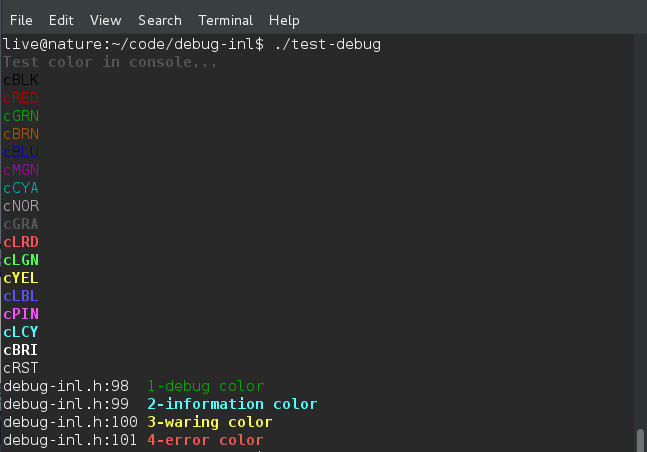 File Edit View Search Terminal Help
live@nature:~/code/debug-inl$ ./test-debug
Test color in console...
cBLK
cRED
cGRN
cBRN
cBLU
cMGN
cCYA
cNOR
cGRA
cLRD
cLGN
cYEL
cLBL
cPIN
cLCY
cBRI
cRST
debug-inl.h:98 1-debug color
debug-inl.h:99 2-information color
debug-inl.h:100 3-waring color
debug-inl.h:101 4-error color